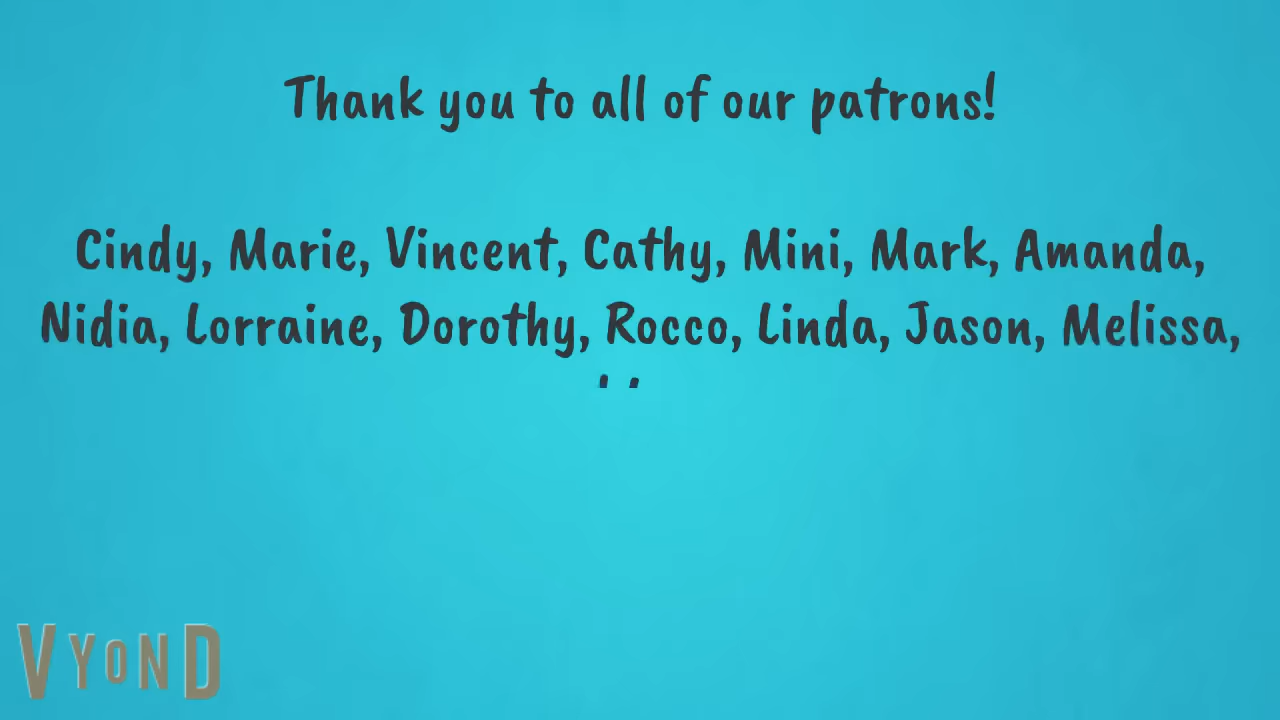 Thank you to all of our patrons!
Cindy, Marie, Vincent, Cathy, Mini, Mark, Amanda,
Nidia, Lorraine, Dorothy, Rocco, Linda, Jason, Melissa,
VYOND